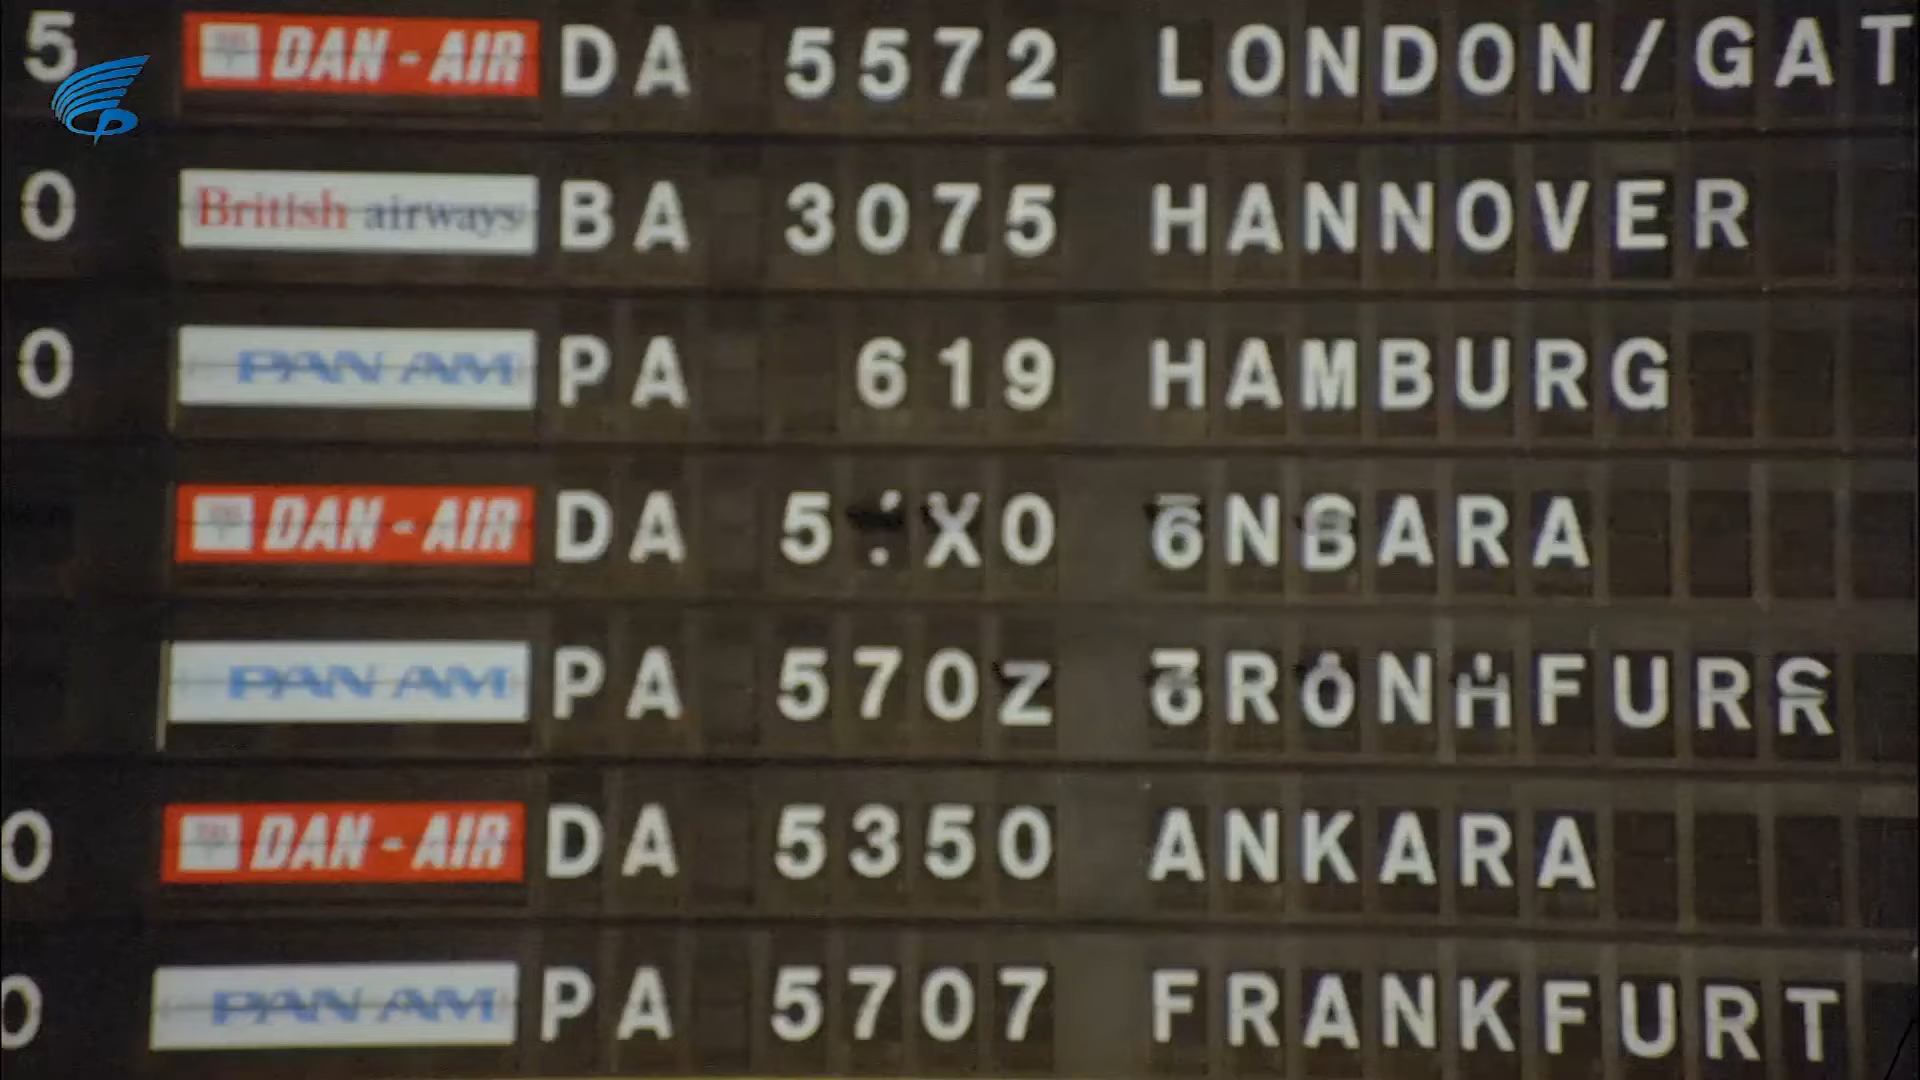 5 DAN-AIR DA 5572 LONDON/GAT
0 British airways BA 3075 HANNOVER
0 PAN AM PA 619 HAMBURG
DAN-AIR DA
PAN AM PA
0 DAN-AIR DA 5350 ANKARA
0 PAN AM PA 5707 FRANKFURT